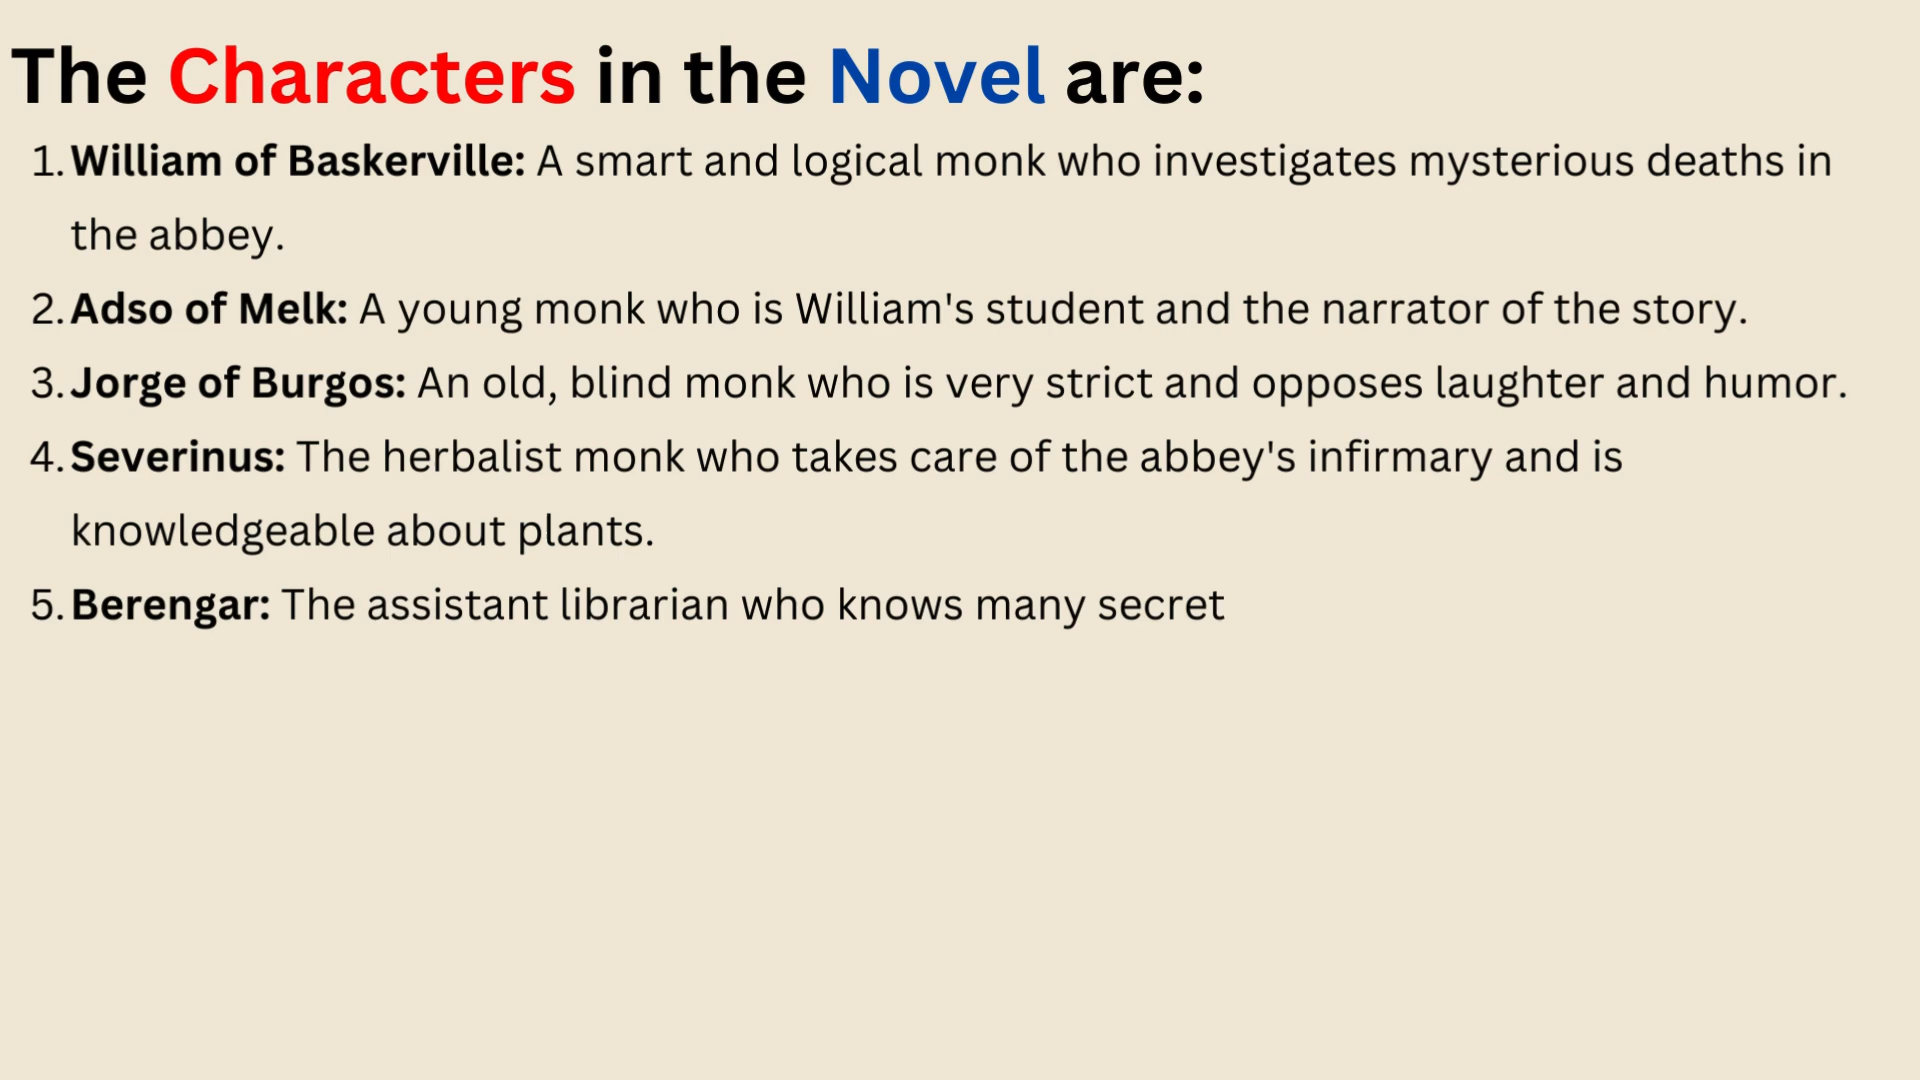 The Characters in the Novel are:
1. William of Baskerville: A smart and logical monk who investigates mysterious deaths in
the abbey.
2. Adso of Melk: A young monk who is William's student and the narrator of the story.
3. Jorge of Burgos: An old, blind monk who is very strict and opposes laughter and humor.
4. Severinus: The herbalist monk who takes care of the abbey's infirmary and is
knowledgeable about plants.
5. Berengar: The assistant librarian who knows many secret